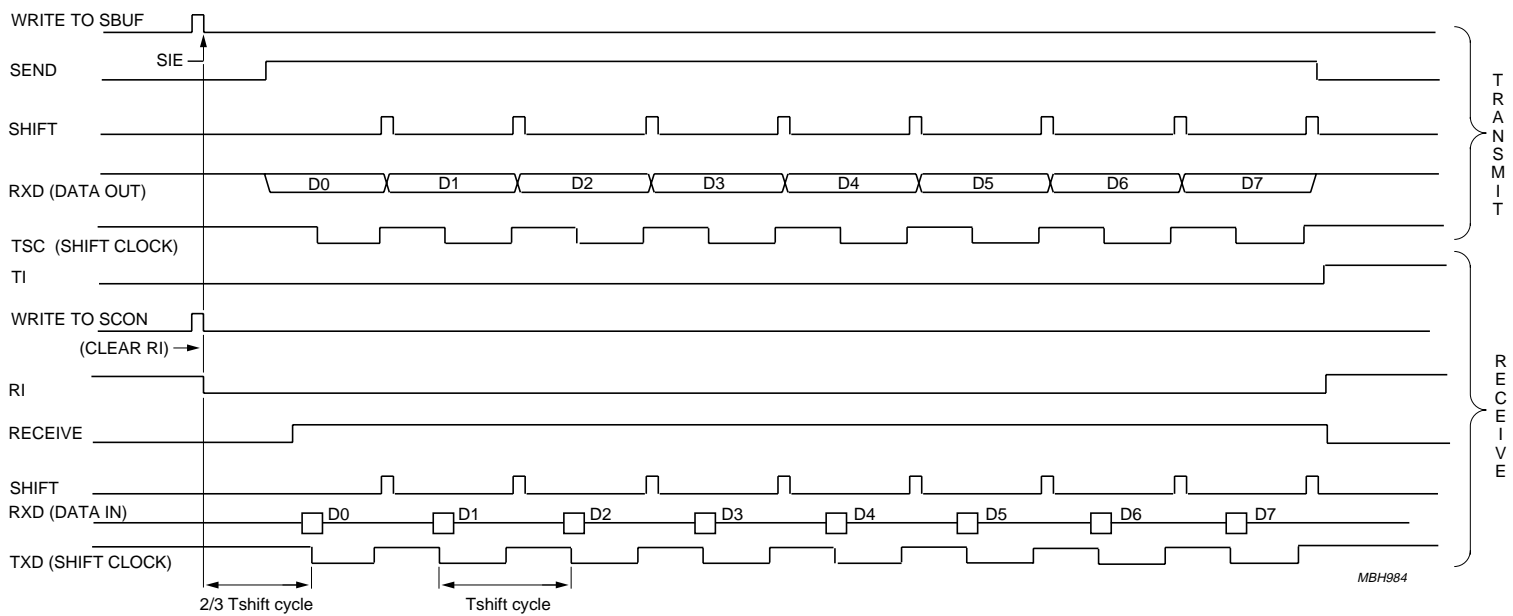 WRITE TO SBUF
SIE
SEND
SHIFT
RXD (DATA OUT)
D0 D1 D2 D3 D4 D5 D6 D7
TSC (SHIFT CLOCK)
TI
TRANSMIT
WRITE TO SCON
(CLEAR RI)
RI
RECEIVE
SHIFT
RXD (DATA IN)
D0 D1 D2 D3 D4 D5 D6 D7
TXD (SHIFT CLOCK)
RECEIVE
2/3 Tshift cycle
Tshift cycle
MBH984